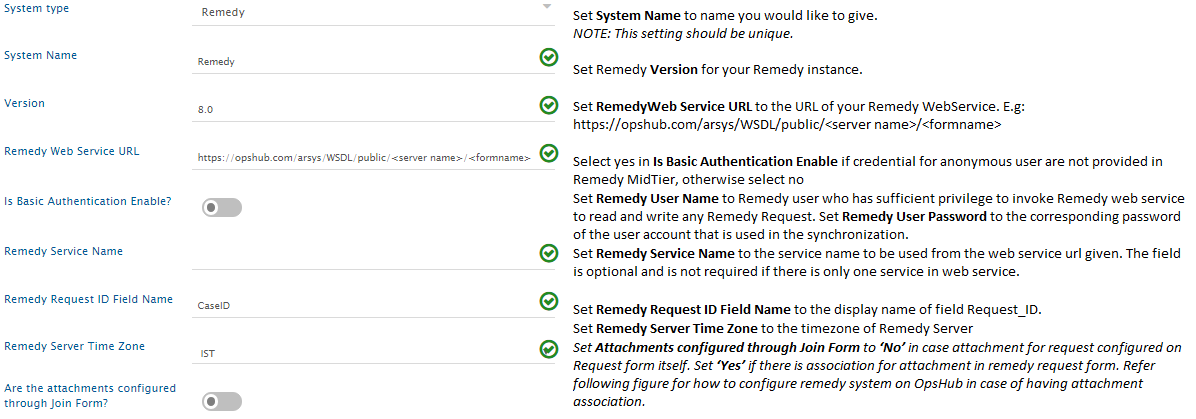 System type
Remedy
System Name
Remedy
Version
8.0
Remedy Web Service URL
https://opshub.com/arsys/WSDL/public/<server name>/<formname>
Is Basic Authentication Enable?
Remedy Service Name
Remedy Request ID Field Name
CaseID
Remedy Server Time Zone
IST
Are the attachments configured
through Join Form?
Set System Name to name you would like to give.
NOTE: This setting should be unique.
Set Remedy Version for your Remedy instance.
Set RemedyWeb Service URL to the URL of your Remedy WebService. E.g:
https://opshub.com/arsys/WSDL/public/<server name>/<formname>
Select yes in Is Basic Authentication Enable if credential for anonymous user are not provided in
Remedy MidTier, otherwise select no
Set Remedy User Name to Remedy user who has sufficient privilege to invoke Remedy web service
to read and write any Remedy Request. Set Remedy User Password to the corresponding password
of the user account that is used in the synchronization.
Set Remedy Service Name to the service name to be used from the web service url given. The field
is optional and is not required if there is only one service in web service.
Set Remedy Request ID Field Name to the display name of field Request_ID.
Set Remedy Server Time Zone to the timezone of Remedy Server
Set Attachments configured through Join Form to ‘No’ in case attachment for request configured on
Request form itself. Set ‘Yes’ if there is association for attachment in remedy request form. Refer
following figure for how to configure remedy system on OpsHub in case of having attachment
association.